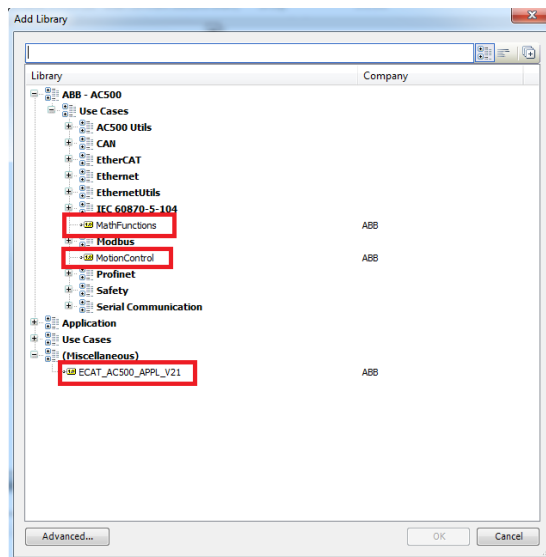 Add Library
Library Company
ABB - AC500
Use Cases
AC500 Utils
CAN
EtherCAT
Ethernet
EthernetUtils
IEC 60870-5-104
MathFunctions ABB
Modbus
MotionControl ABB
Profinet
Safety
Serial Communication
Application
Use Cases
(Miscellaneous)
ECAT_AC500_APPL_V21 ABB
Advanced... OK Cancel